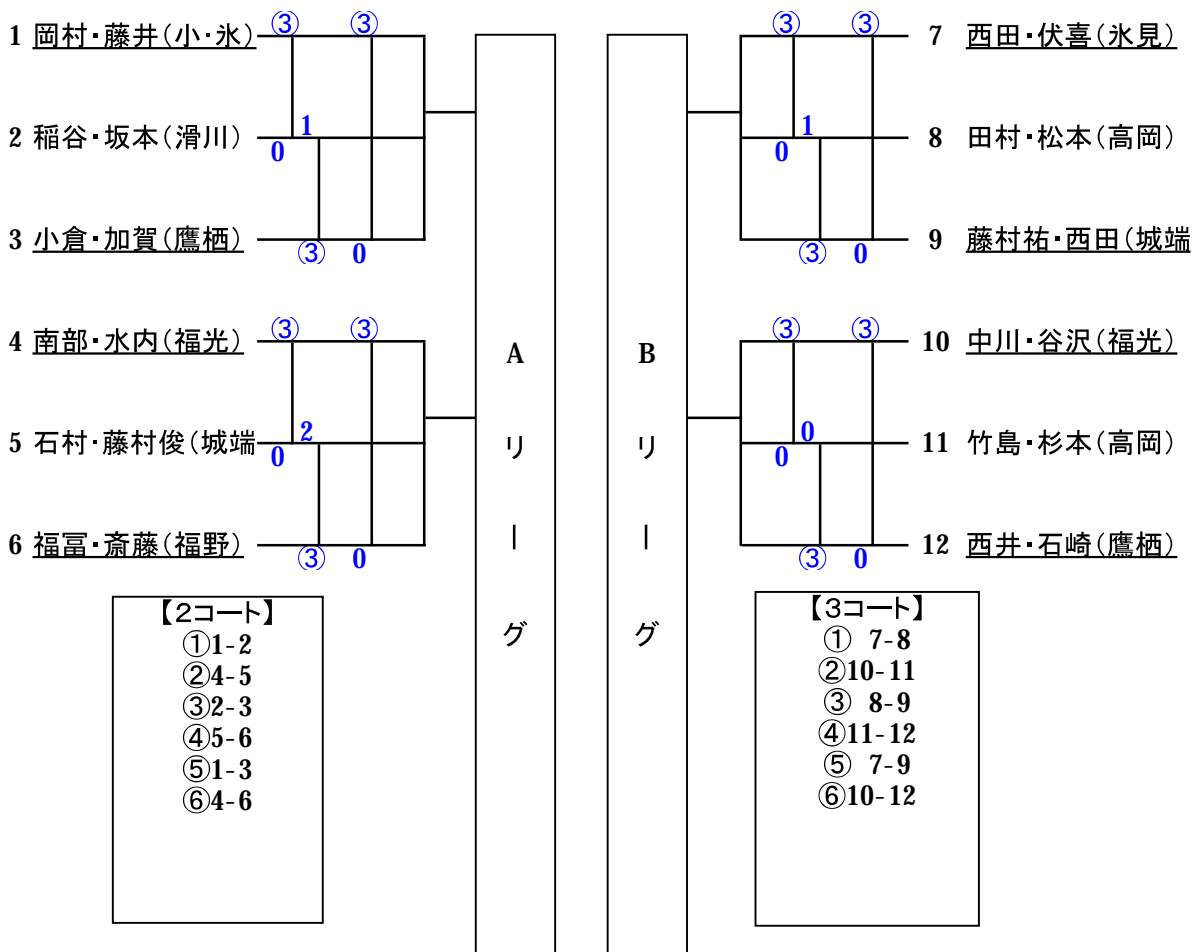 ③ ③ ③ ③
1 岡村・藤井(小・氷) 7 西田・伏喜(氷見)
1 1
2 稲谷・坂本(滑川) 8 田村・松本(高岡)
0 0
3 小倉・加賀(鷹栖) 9 藤村祐・西田(城端
③ 0 ③ 0
③ ③ ③ ③
4 南部・水内(福光) 10 中川・谷沢(福光)
2 0
5 石村・藤村俊(城端 11 竹島・杉本(高岡)
0 0
6 福冨・斎藤(福野) 12 西井・石崎(鷹栖)
③ 0 ③ 0
Aリーグ
Bリーグ
【2コート】
①1-2
②4-5
③2-3
④5-6
⑤1-3
⑥4-6
【3コート】
① 7-8
②10-11
③ 8-9
④11-12
⑤ 7-9
⑥10-12